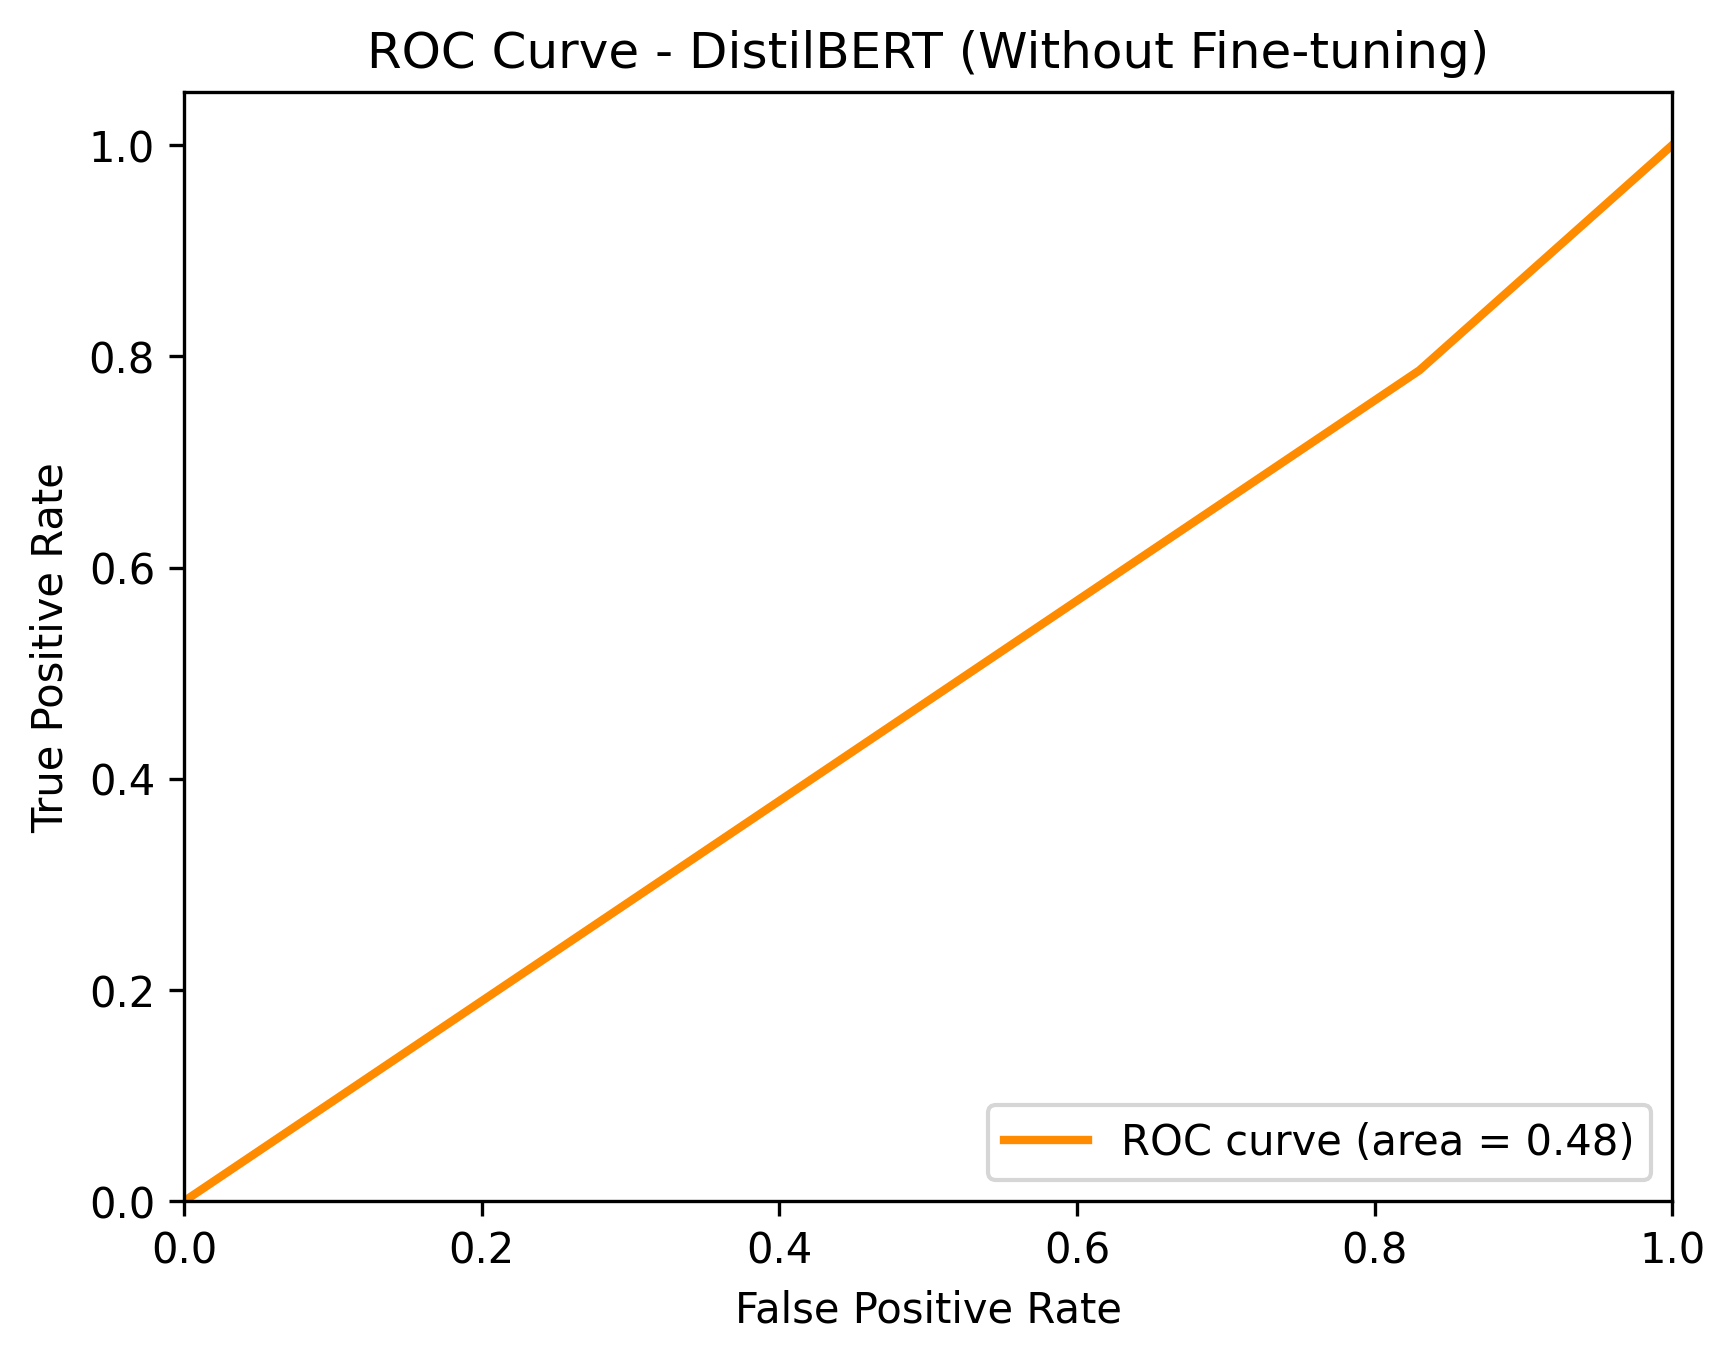 ROC Curve - DistilBERT (Without Fine-tuning)
True Positive Rate
1.0
0.8
0.6
0.4
0.2
0.0
ROC curve (area = 0.48)
0.0 0.2 0.4 0.6 0.8 1.0
False Positive Rate